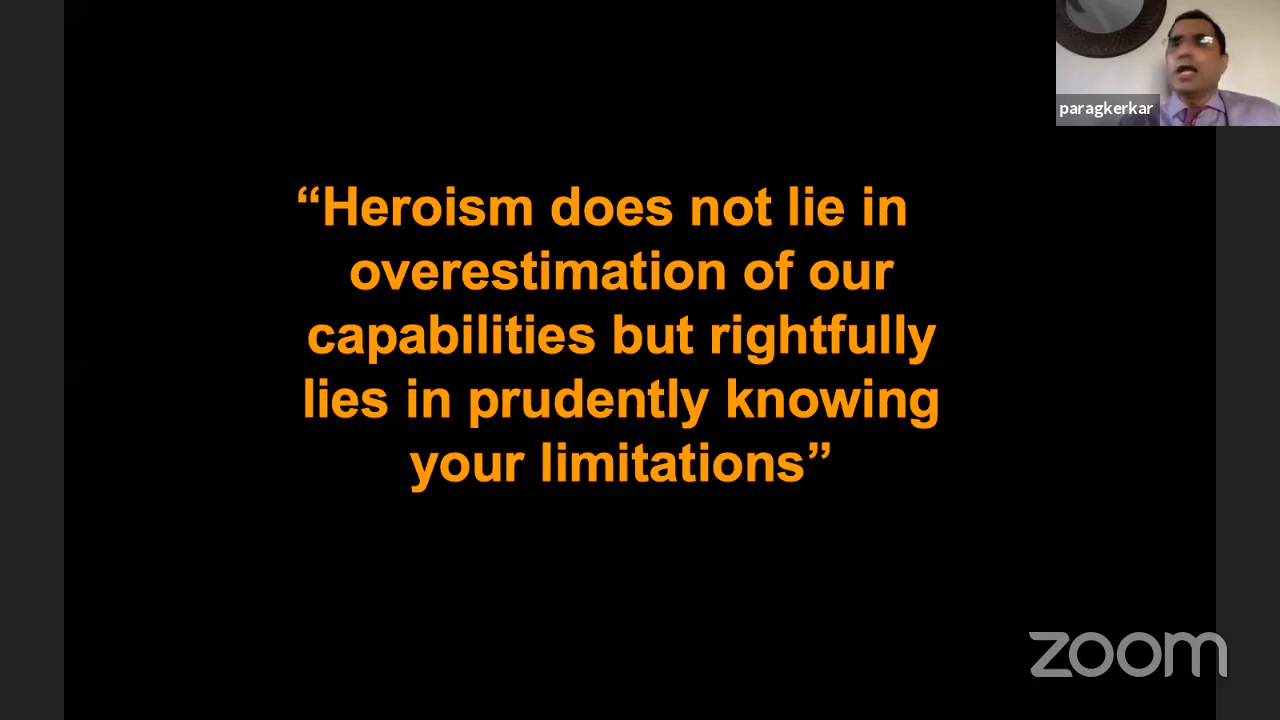 paragkerkar
“Heroism does not lie in
overestimation of our
capabilities but rightfully
lies in prudently knowing
your limitations”
zoom